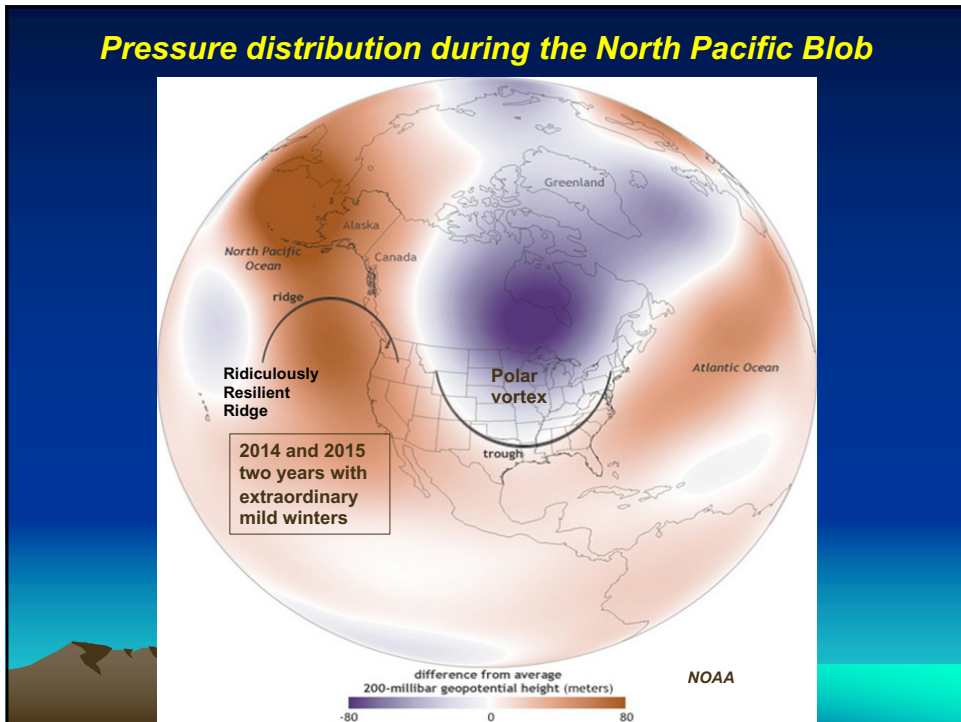 Pressure distribution during the North Pacific Blob
Greenland
Alaska
North Pacific
Ocean
Canada
ridge
Ridiculously
Resilient
Ridge
Polar
vortex
Atlantic Ocean
trough
2014 and 2015
two years with
extraordinary
mild winters
difference from average
200-millibar geopotential height (meters)
-80 0 80
NOAA